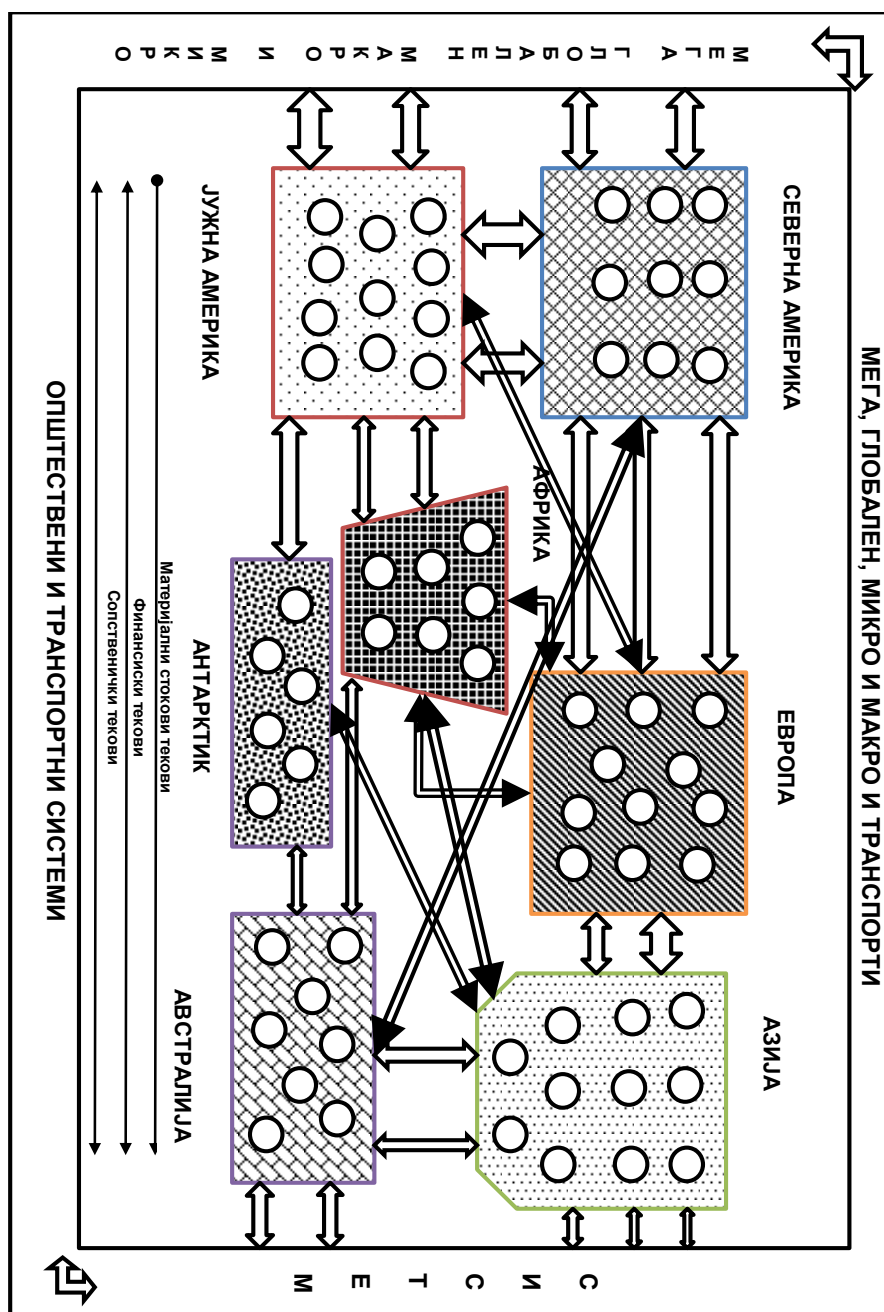 МЕГА, ГЛОБАЛЕН, МИКРО И МАКРО И ТРАНСПОРТИ
МЕГА ГЛОБАЛЕН МАКРО И МИКРО
СЕВЕРНА АМЕРИКА
ЕВРОПА
АЗИЈА
АФРИКА
ЈУЖНА АМЕРИКА
АНТАРКТИК
АВСТРАЛИЈА
СИСТЕМ
Материјални стокови текови
Финансиски текови
Сопственички текови
ОПШТЕСТВЕНИ И ТРАНСПОРТНИ СИСТЕМИ